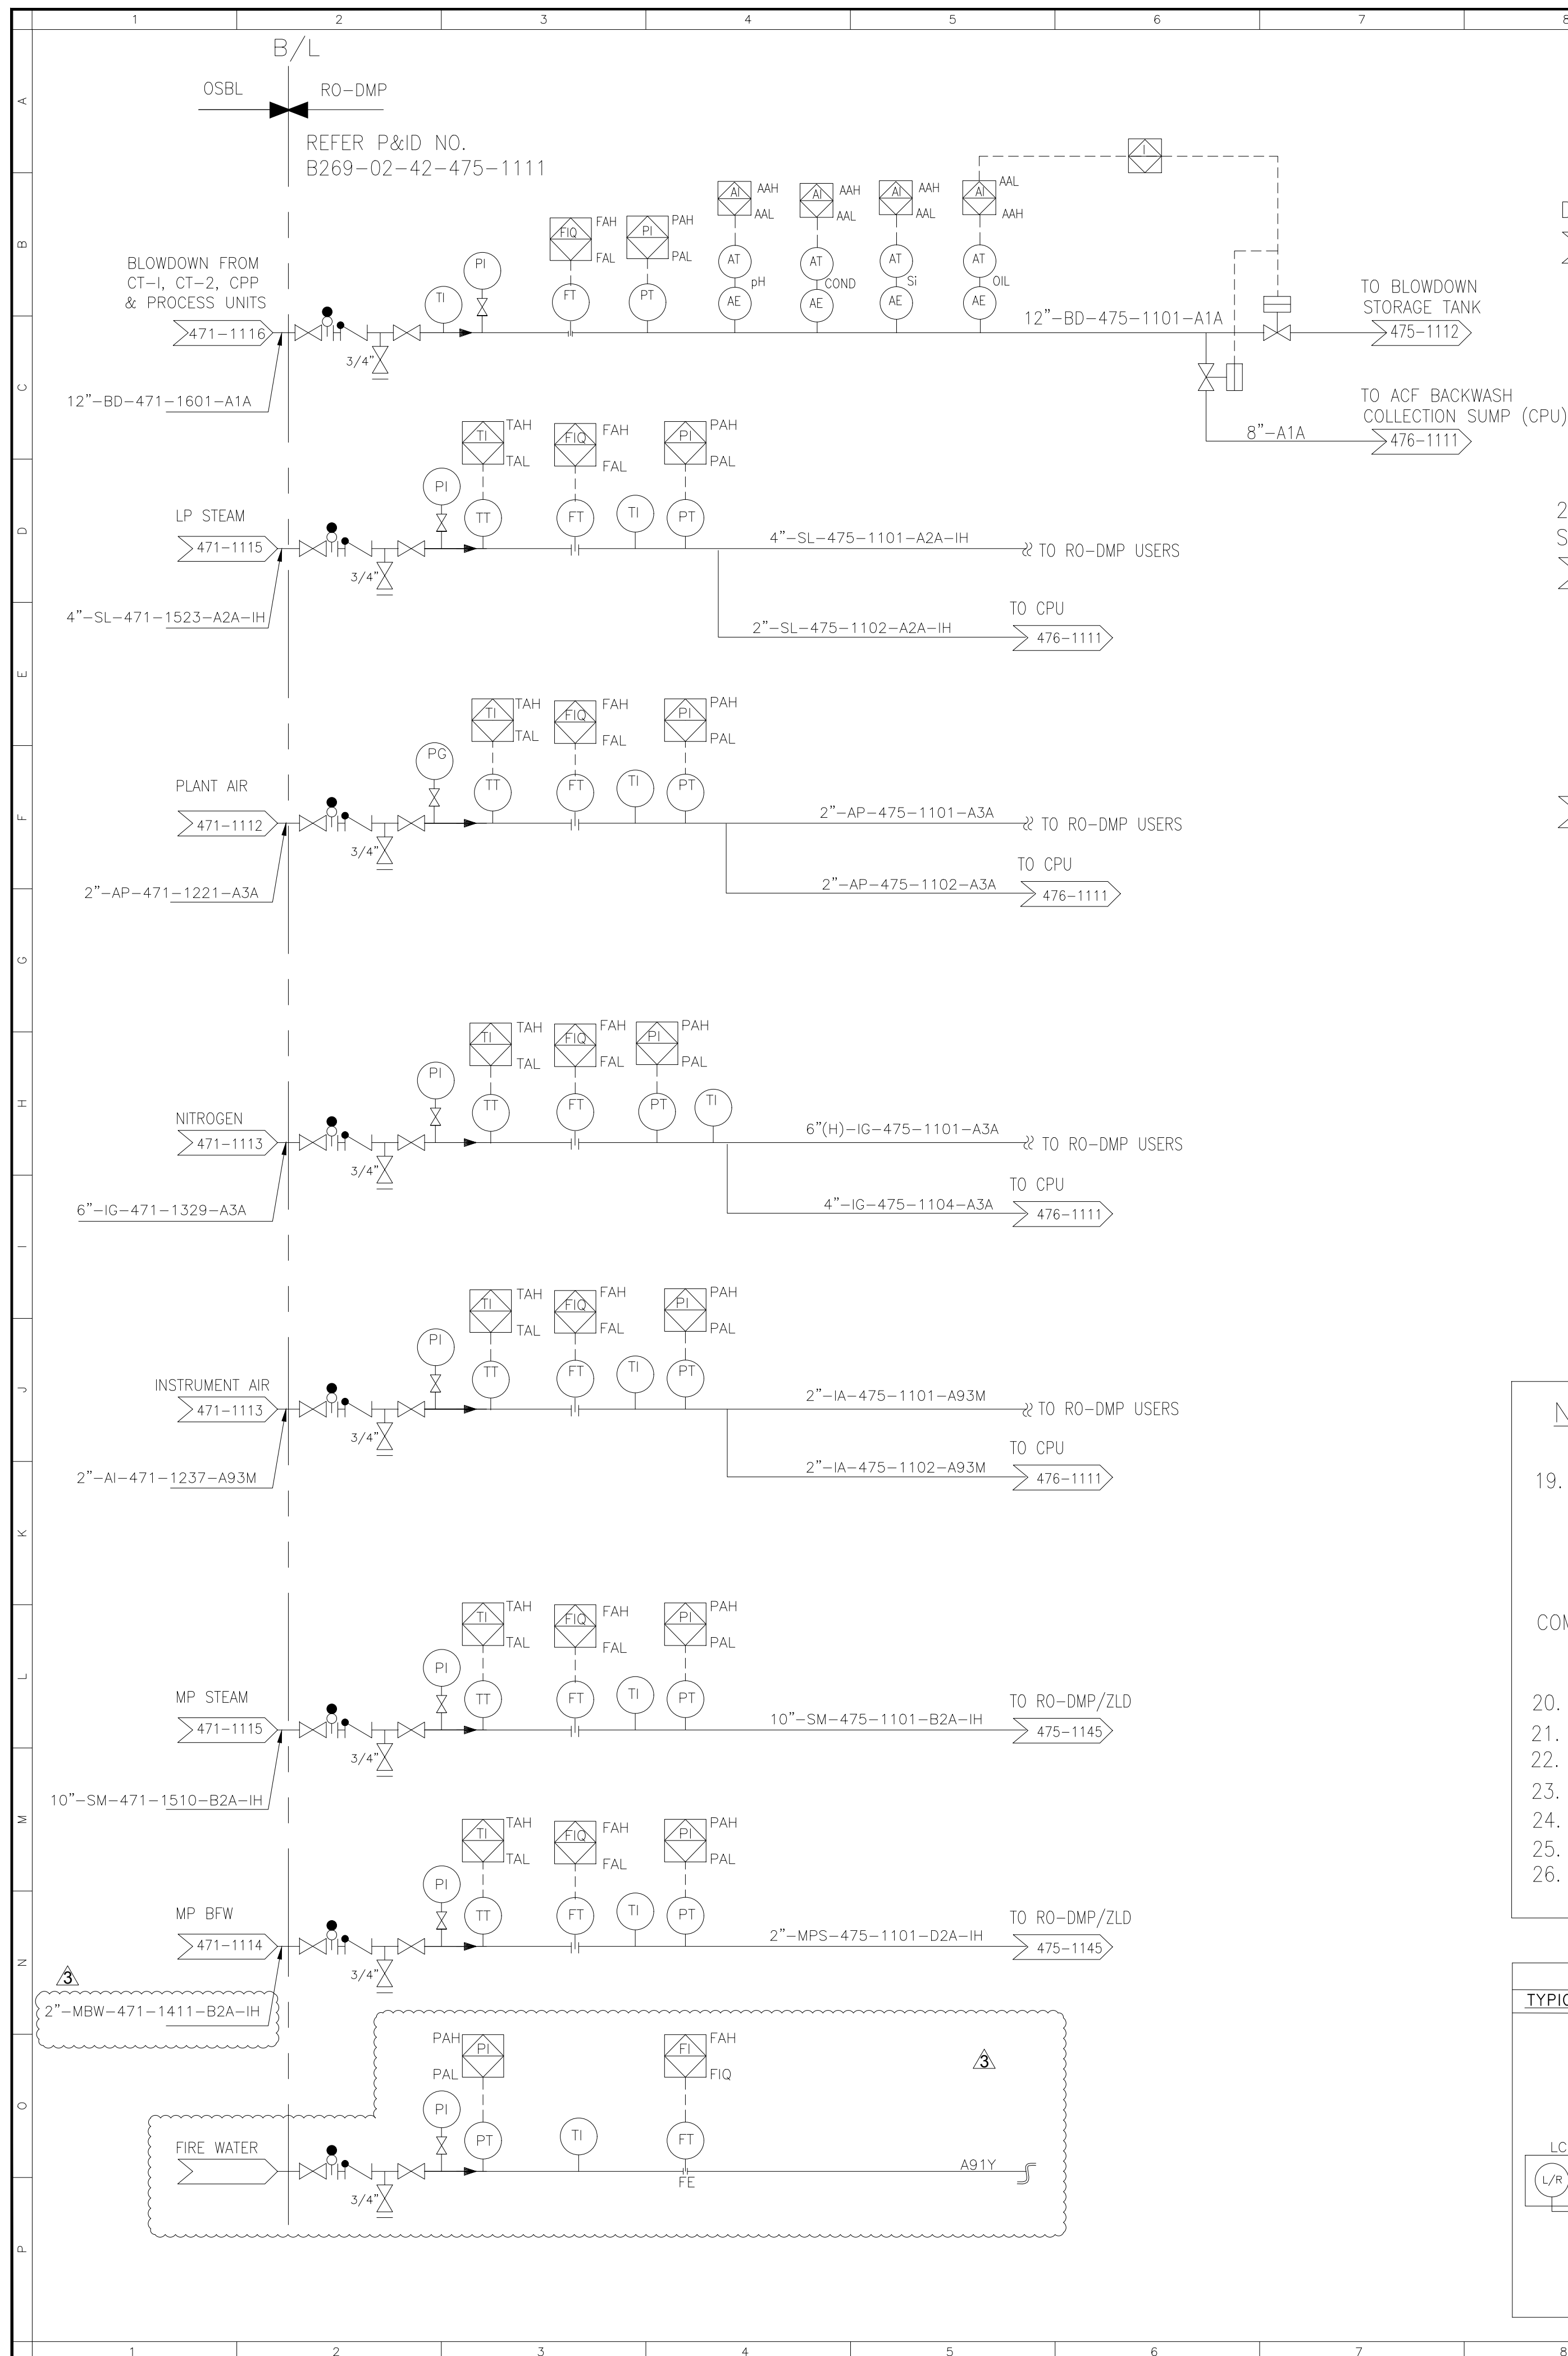 1 2 3 4 5 6 7 8
B/L
A
OSBL RO-DMP
REFER P&ID NO.
B269-02-42-475-1111
I
B
AI AAH AAL
AI AAH AAL
AI AAH AAL
AI AAL AAH
FIQ FAH FAL
PI PAH PAL
AT AT AT AT
pH COND Si OIL
AE AE AE AE
BLOWDOWN FROM
CT-I, CT-2, CPP
& PROCESS UNITS
471-1116
TI PI FT PT
3/4"
12"-BD-475-1101-A1A
TO BLOWDOWN
STORAGE TANK
475-1112
C
12"-BD-471-1601-A1A
TO ACF BACKWASH
COLLECTION SUMP (CPU)
8"-A1A
476-1111
TI TAH TAL
FIQ FAH FAL
PI PAH PAL
D
LP STEAM
471-1115
PI TT FT TI PT
3/4"
4"-SL-475-1101-A2A-IH
TO RO-DMP USERS
2
S
4"-SL-471-1523-A2A-IH
2"-SL-475-1102-A2A-IH
TO CPU
476-1111
E
TI TAH TAL
FIQ FAH FAL
PI PAH PAL
F
PLANT AIR
471-1112
PG TT FT TI PT
3/4"
2"-AP-475-1101-A3A
TO RO-DMP USERS
2"-AP-471-1221-A3A
2"-AP-475-1102-A3A
TO CPU
476-1111
G
TI TAH TAL
FIQ FAH FAL
PI PAH PAL
H
NITROGEN
471-1113
PI TT FT PT TI
3/4"
6"(H)-IG-475-1101-A3A
TO RO-DMP USERS
6"-IG-471-1329-A3A
4"-IG-475-1104-A3A
TO CPU
476-1111
I
TI TAH TAL
FIQ FAH FAL
PI PAH PAL
J
INSTRUMENT AIR
471-1113
PI TT FT TI PT
3/4"
2"-IA-475-1101-A93M
TO RO-DMP USERS
2"-AI-471-1237-A93M
2"-IA-475-1102-A93M
TO CPU
476-1111
N
19.
K
TI TAH TAL
FIQ FAH FAL
PI PAH PAL
COM
L
MP STEAM
471-1115
PI TT FT TI PT
3/4"
10"-SM-475-1101-B2A-IH
TO RO-DMP/ZLD
475-1145
10"-SM-471-1510-B2A-IH
20.
21.
22.
23.
24.
25.
26.
M
TI TAH TAL
FIQ FAH FAL
PI PAH PAL
N
MP BFW
471-1114
PI TT FT TI PT
3/4"
2"-MPS-475-1101-D2A-IH
TO RO-DMP/ZLD
475-1145
3
2"-MBW-471-1411-B2A-IH
TYPIC
O
PAH PAL PI
FI FAH FIQ
3
FIRE WATER
PI PT TI FT
FE
3/4"
A91Y
LC
L/R
P
1 2 3 4 5 6 7 8